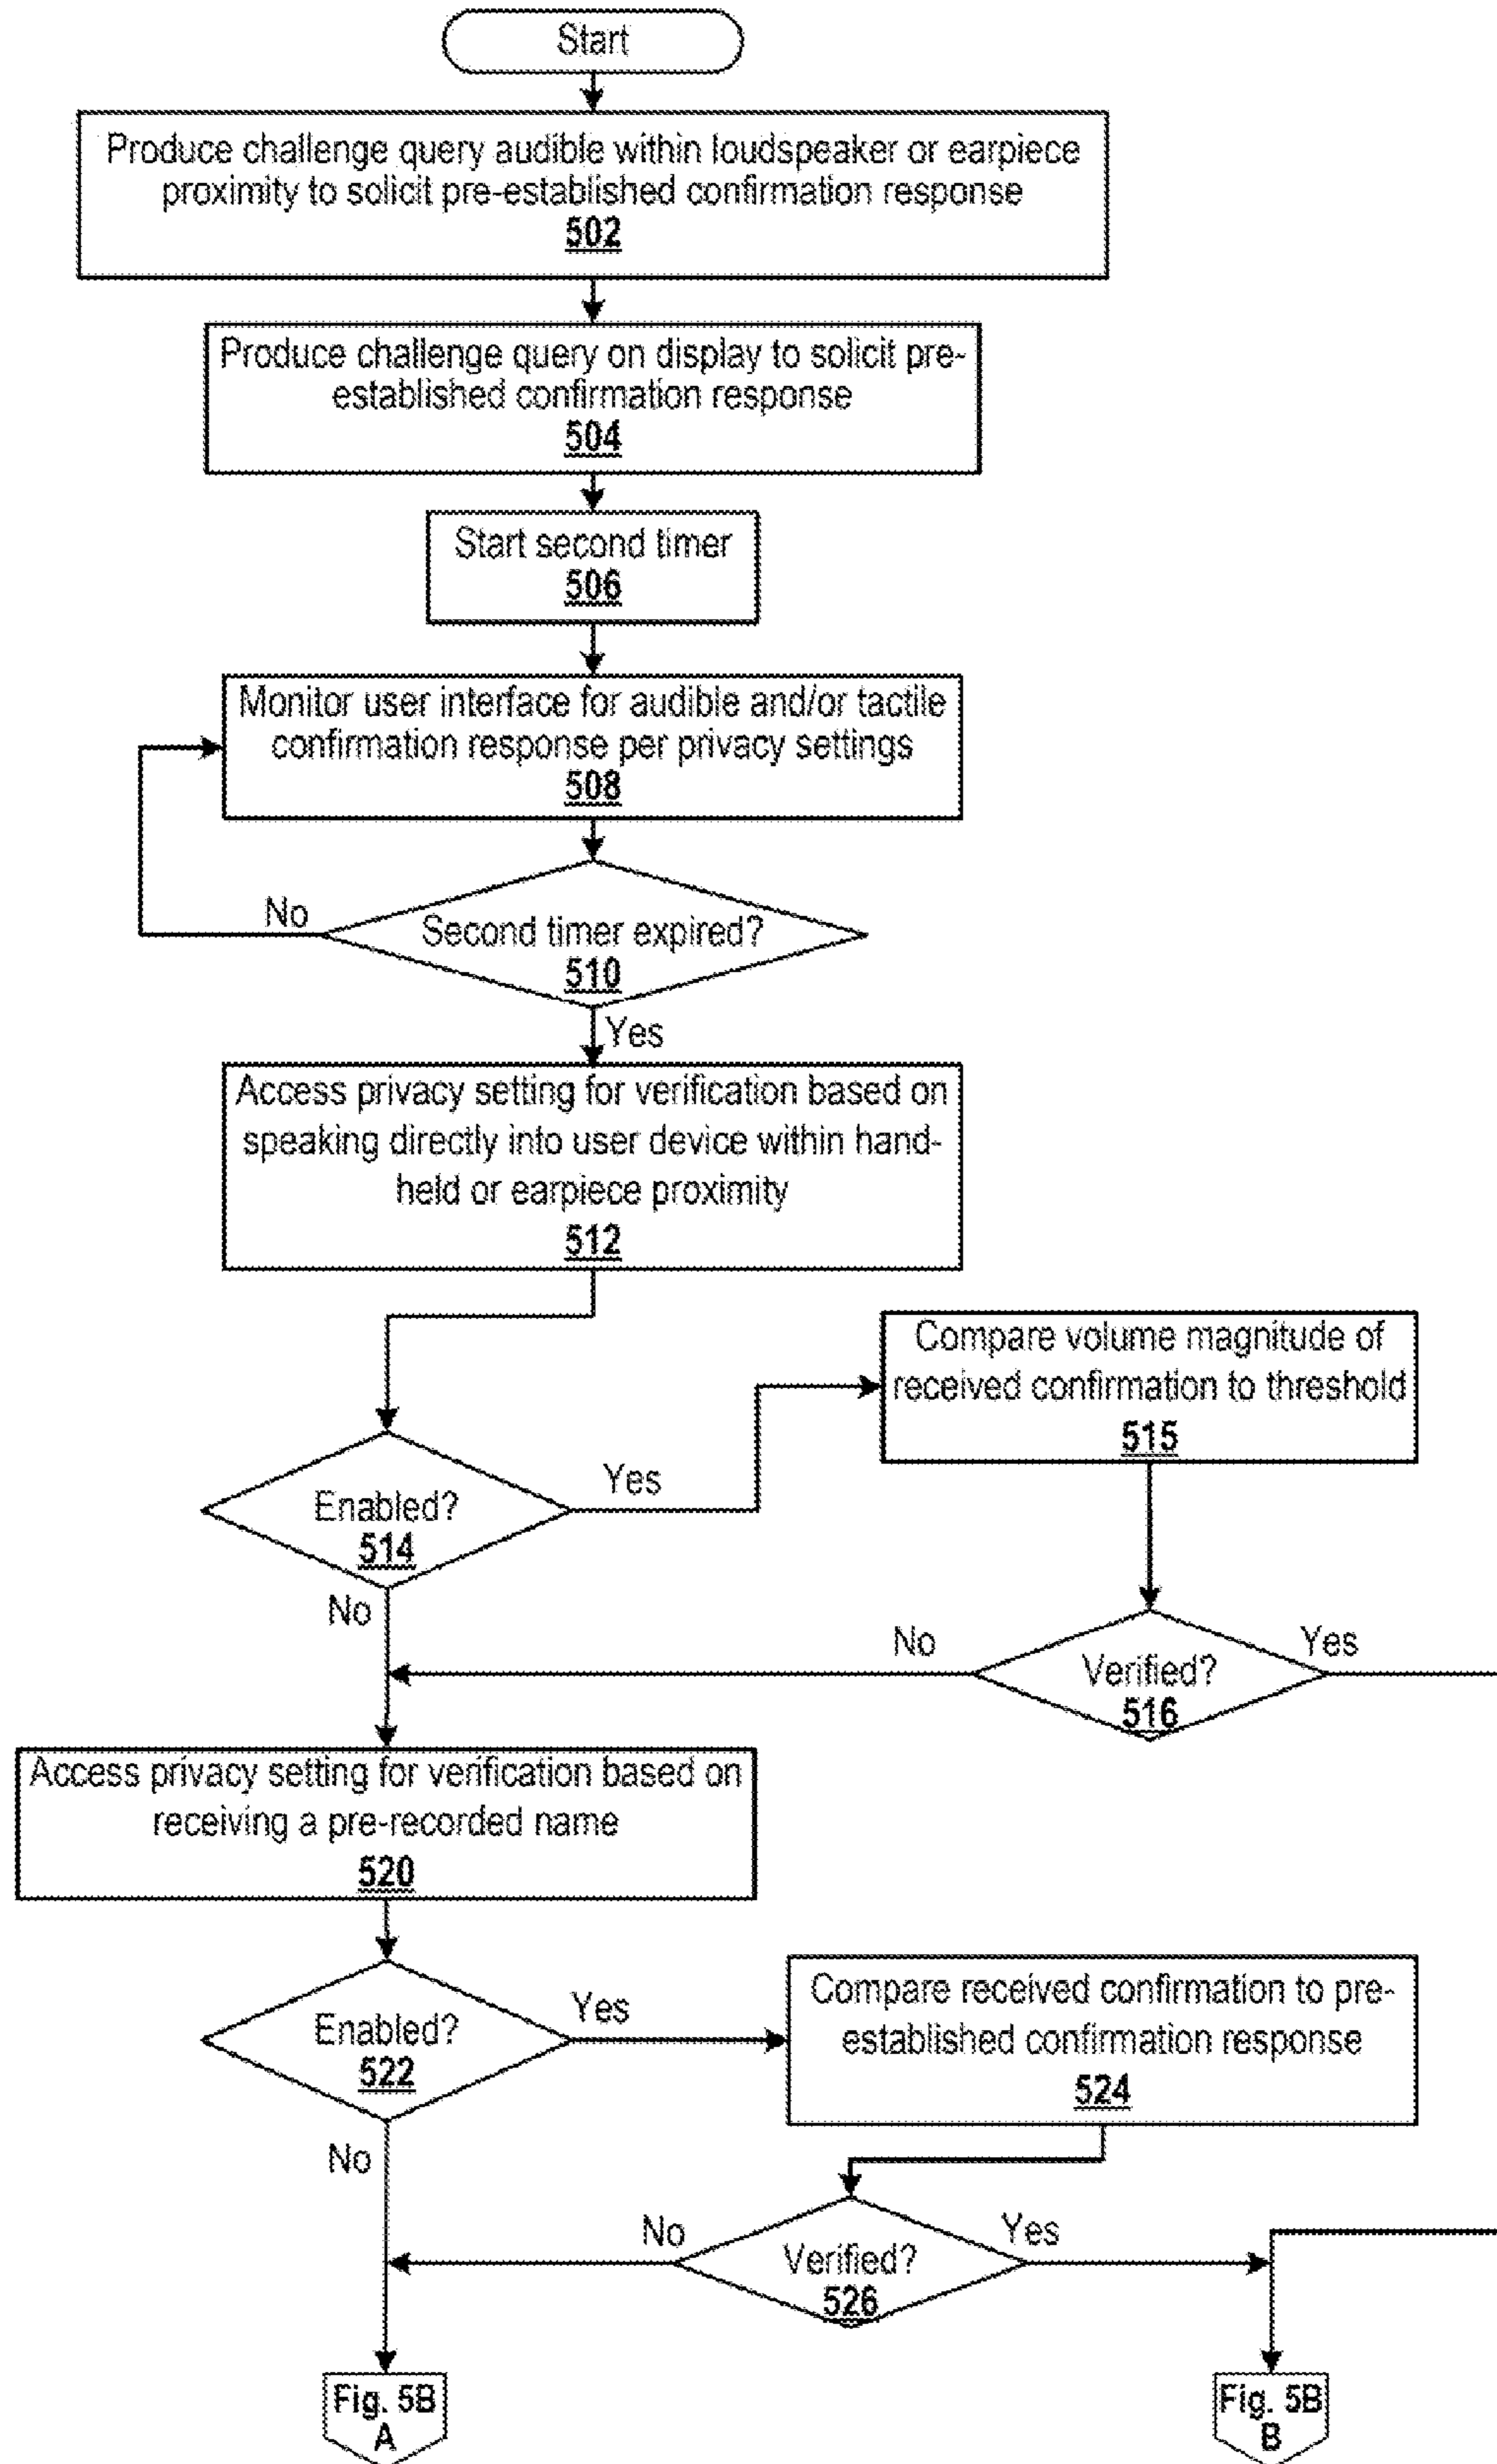 Start
Produce challenge query audible within loudspeaker or earpiece
proximity to solicit pre-established confirmation response
502
Produce challenge query on display to solicit pre-
established confirmation response
504
Start second timer
506
Monitor user interface for audible and/or tactile
confirmation response per privacy settings
508
No
Second timer expired?
510
Yes
Access privacy setting for verification based on
speaking directly into user device within hand-
held or earpiece proximity
512
Compare volume magnitude of
received confirmation to threshold
515
Yes
Enabled?
514
No
No
Yes
Verified?
516
Access privacy setting for verification based on
receiving a pre-recorded name
520
Yes
Enabled?
522
Compare received confirmation to pre-
established confirmation response
524
No
No
Yes
Verified?
526
Fig. 5B
A
Fig. 5B
B